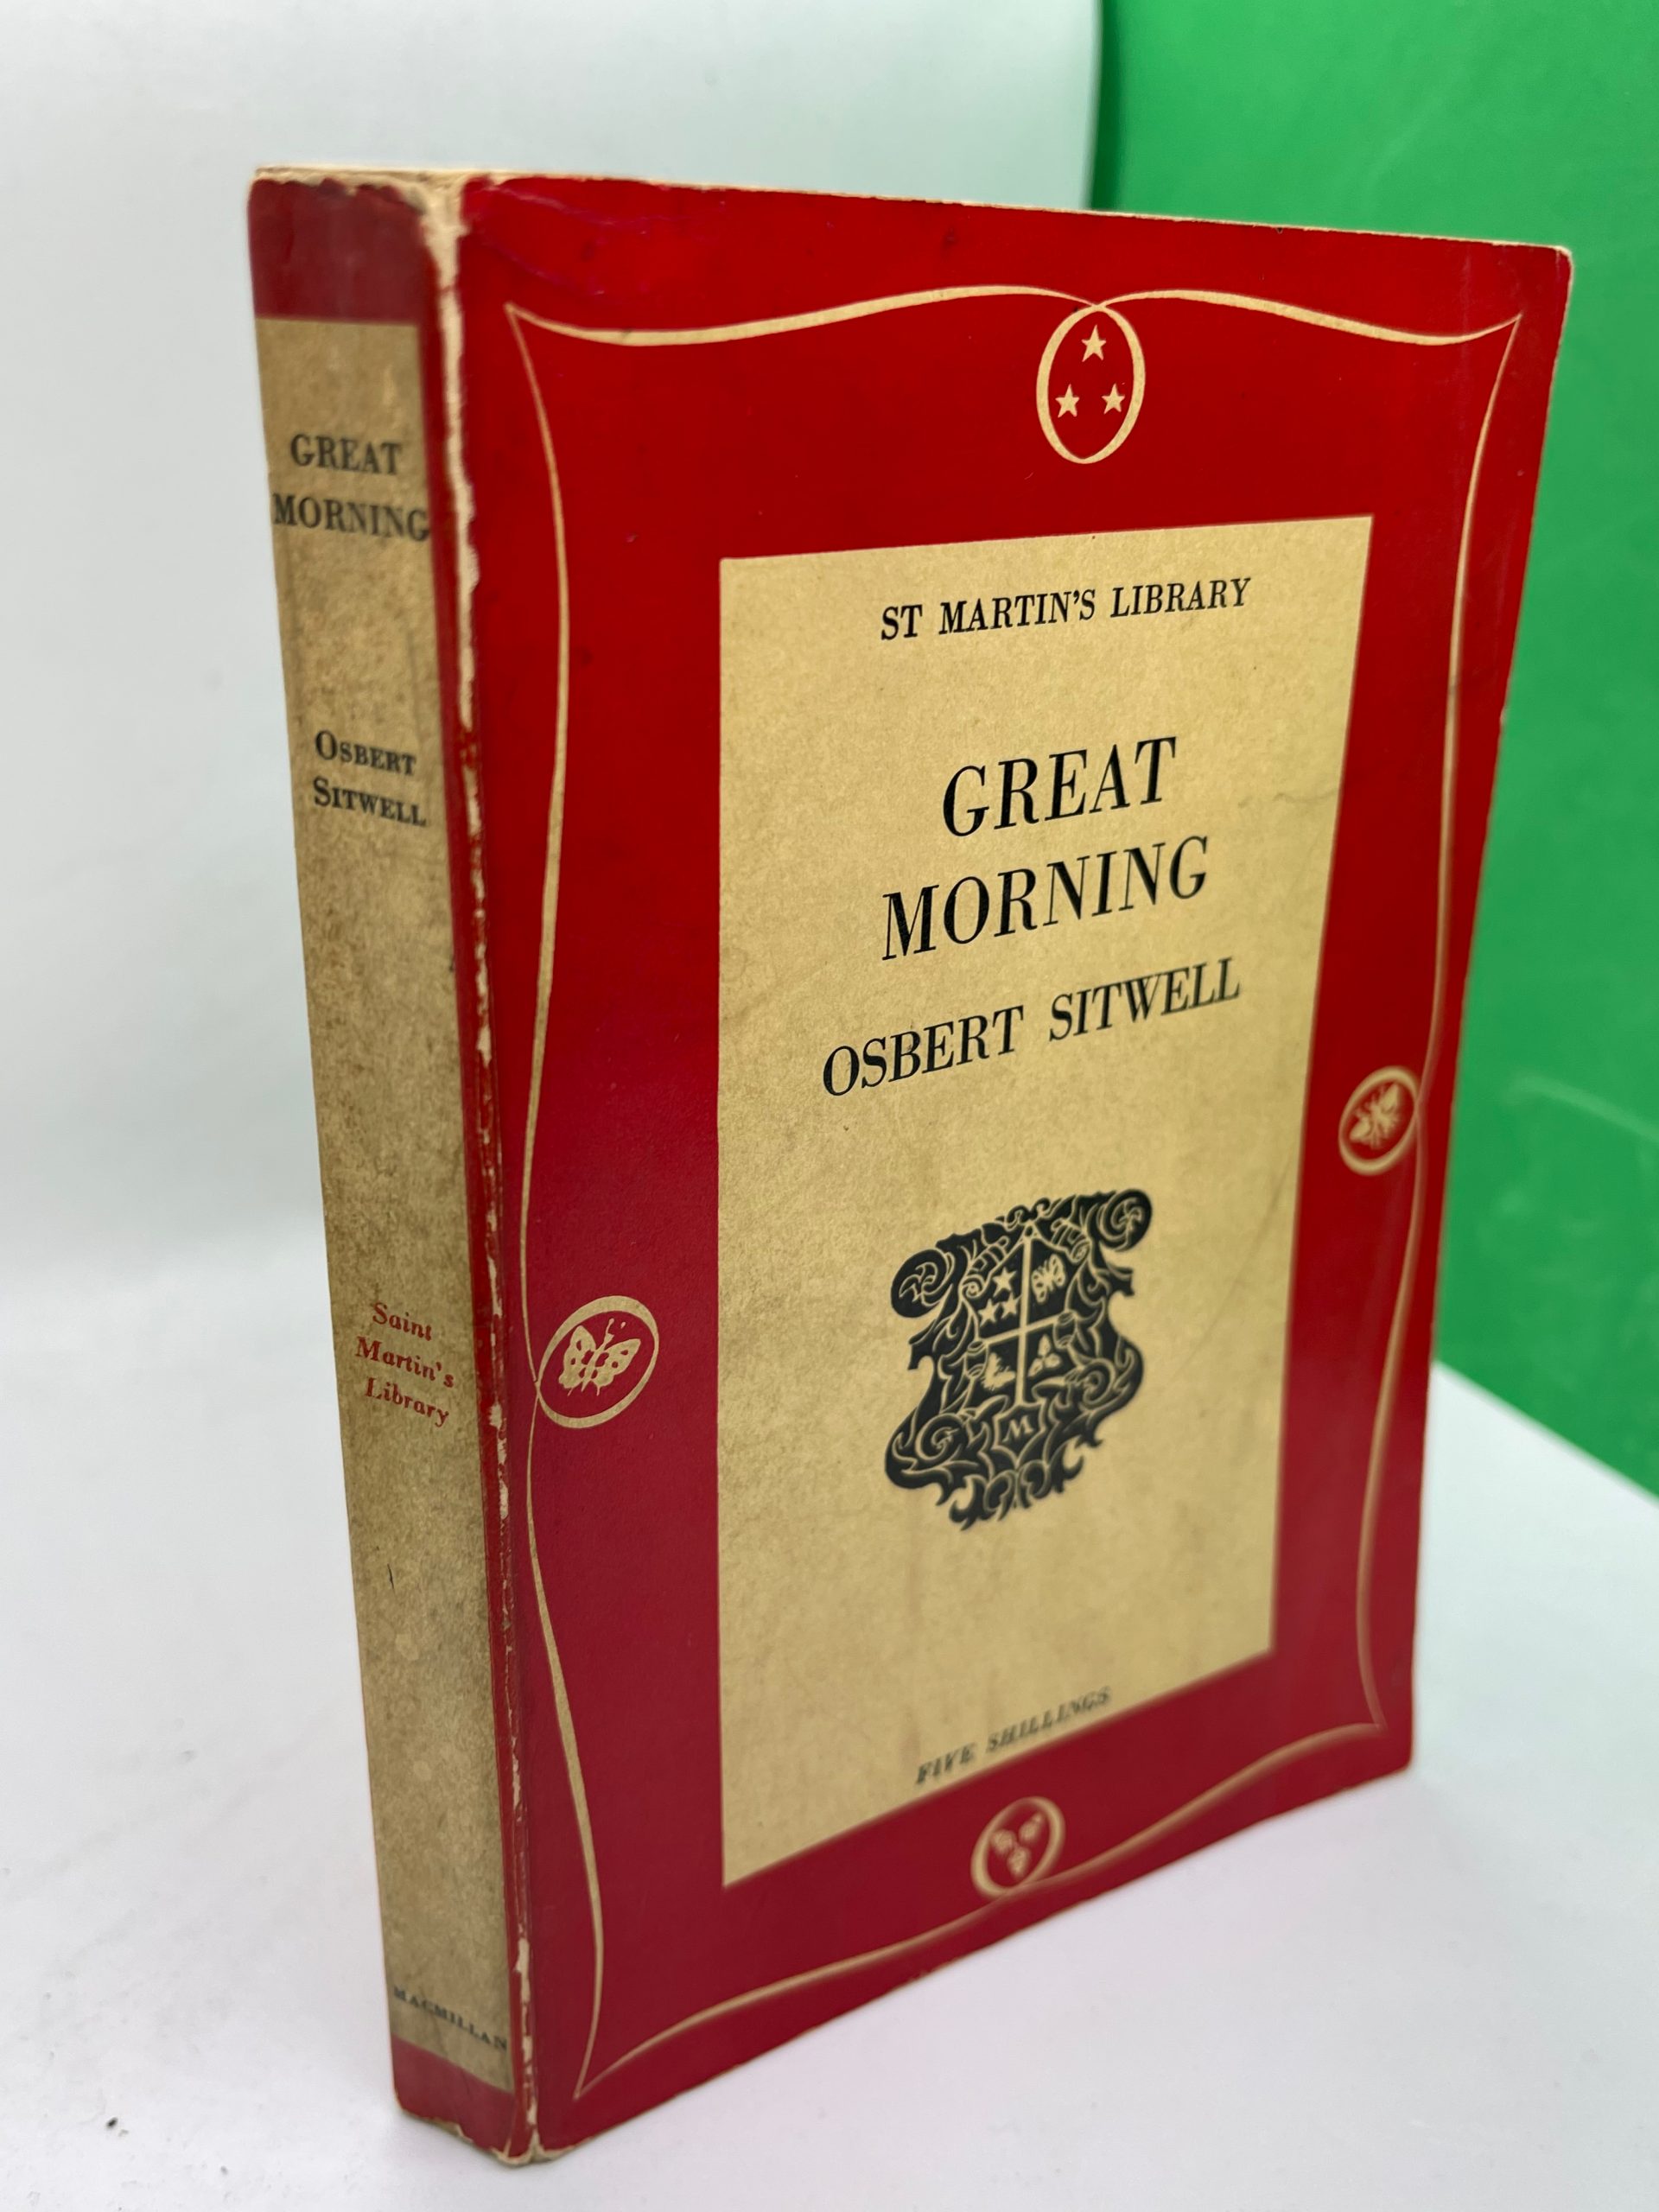 GREAT
MORNING
OSBERT
SITWELL
Saint
Martin's
Library
MACMILLAN
ST MARTIN'S LIBRARY
GREAT
MORNING
OSBERT SITWELL
M
FIVE SHILLINGS